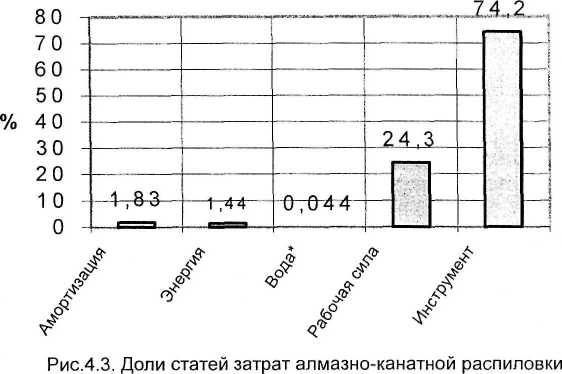 74,2
80
70
60
50
%
40
30
20
10
0
24,3
1,83
1,44
0,044
Амортизация
Энергия
Вода*
Рабочая сила
Инструмент
Рис.4.3. Доли статей затрат алмазно-канатной распиловки